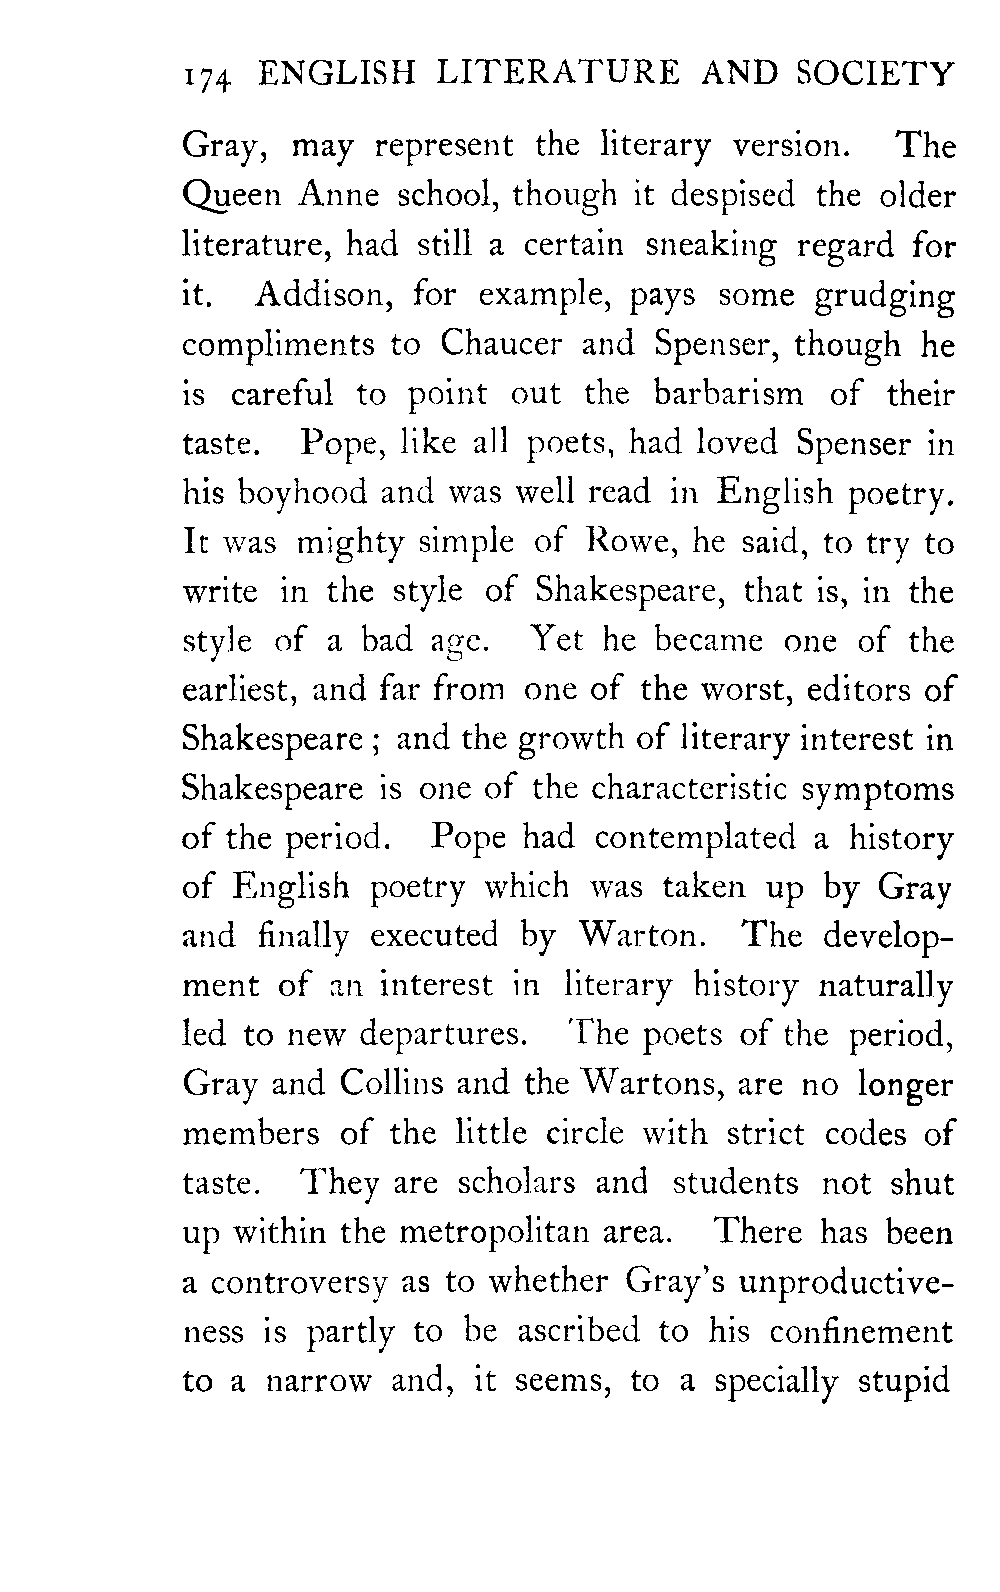 174 ENGLISH LITERATURE AND SOCIETY
Gray, may represent the literary version. The
Queen Anne school, though it despised the older
literature, had still a certain sneaking regard for
it. Addison, for example, pays some grudging
compliments to Chaucer and Spenser, though he
is careful to point out the barbarism of their
taste. Pope, like all poets, had loved Spenser in
his boyhood and was well read in English poetry.
It was mighty simple of Rowe, he said, to try to
write in the style of Shakespeare, that is, in the
style of a bad age. Yet he became one of the
earliest, and far from one of the worst, editors of
Shakespeare ; and the growth of literary interest in
Shakespeare is one of the characteristic symptoms
of the period. Pope had contemplated a history
of English poetry which was taken up by Gray
and finally executed by Warton. The develop-
ment of an interest in literary history naturally
led to new departures. The poets of the period,
Gray and Collins and the Wartons, are no longer
members of the little circle with strict codes of
taste. They are scholars and students not shut
up within the metropolitan area. There has been
a controversy as to whether Gray's unproductive-
ness is partly to be ascribed to his confinement
to a narrow and, it seems, to a specially stupid